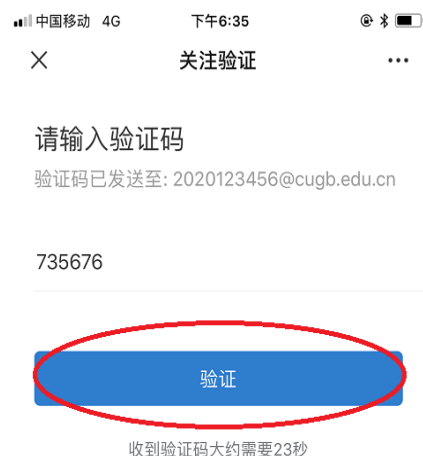 中国移动 4G 下午6:35
关注验证
请输入验证码
验证码已发送至: 2020123456@cugb.edu.cn
735676
验证
收到验证码大约需要23秒